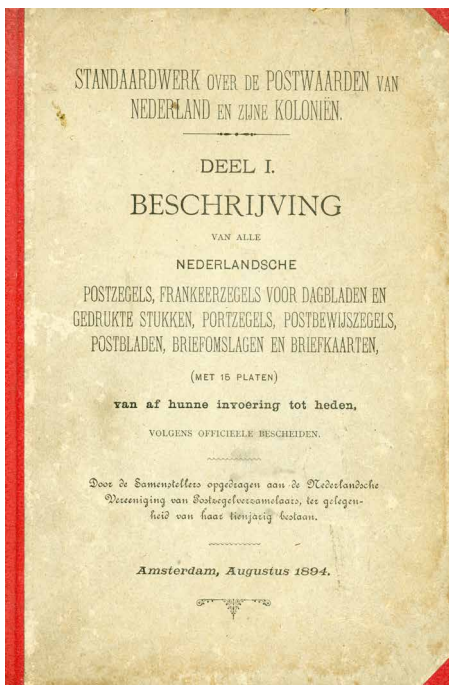 STANDAARDWERK OVER DE POSTWAARDEN VAN
NEDERLAND EN ZIJNE KOLONIËN.
DEEL I.
BESCHRIJVING
VAN ALLE
NEDERLANDSCHE
POSTZEGELS, FRANKEERZEGELS VOOR DAGBLADEN EN
GEDRUKTE STUKKEN, PORTZEGELS, POSTBEWIJSZEGELS,
POSTBLADEN, BRIEFOMSLAGEN EN BRIEFKAARTEN,
(MET 15 PLATEN)
van af hunne invoering tot heden,
VOLGENS OFFICIEELE BESCHEIDEN.
Door de Samenstellers opgedragen aan de Nederlandsche
Vereeniging van Postzegelverzamelaars, ter gelegen-
heid van haar tienjarig bestaan.
Amsterdam, Augustus 1894.